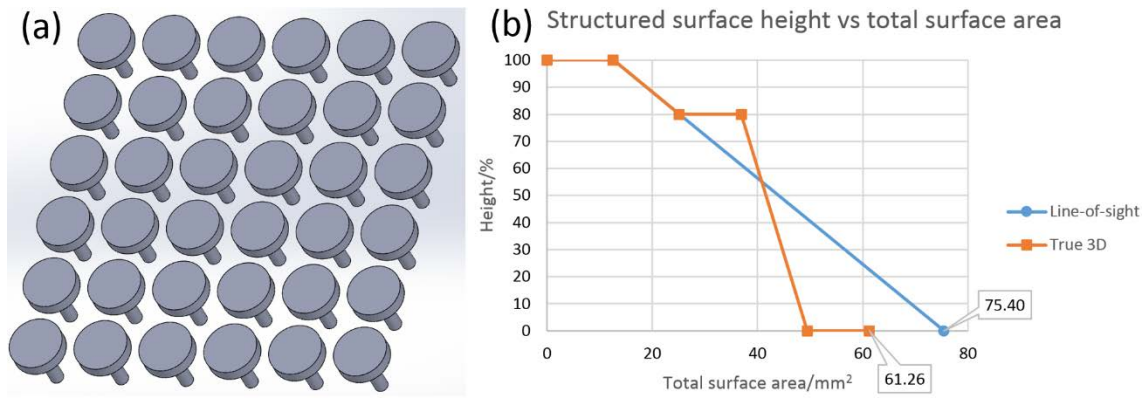 (a)
(b) Structured surface height vs total surface area
100
90
80
70
60
50
40
30
20
10
0
Height/%
0 20 40 60 80
Total surface area/mm²
75.40
61.26
Line-of-sight
True 3D